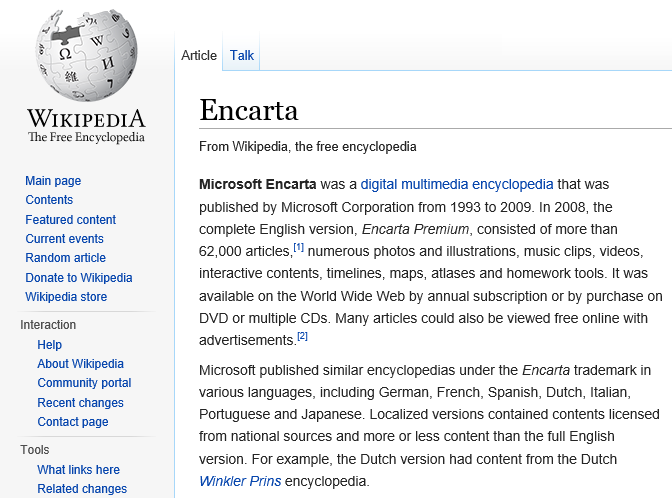 WIKIPEDIA
The Free Encyclopedia
Main page
Contents
Featured content
Current events
Random article
Donate to Wikipedia
Wikipedia store
Interaction
Help
About Wikipedia
Community portal
Recent changes
Contact page
Tools
What links here
Related changes
Article Talk
Encarta
From Wikipedia, the free encyclopedia
Microsoft Encarta was a digital multimedia encyclopedia that was
published by Microsoft Corporation from 1993 to 2009. In 2008, the
complete English version, Encarta Premium, consisted of more than
62,000 articles,[1] numerous photos and illustrations, music clips, videos,
interactive contents, timelines, maps, atlases and homework tools. It was
available on the World Wide Web by annual subscription or by purchase on
DVD or multiple CDs. Many articles could also be viewed free online with
advertisements.[2]
Microsoft published similar encyclopedias under the Encarta trademark in
various languages, including German, French, Spanish, Dutch, Italian,
Portuguese and Japanese. Localized versions contained contents licensed
from national sources and more or less content than the full English
version. For example, the Dutch version had content from the Dutch
Winkler Prins encyclopedia.